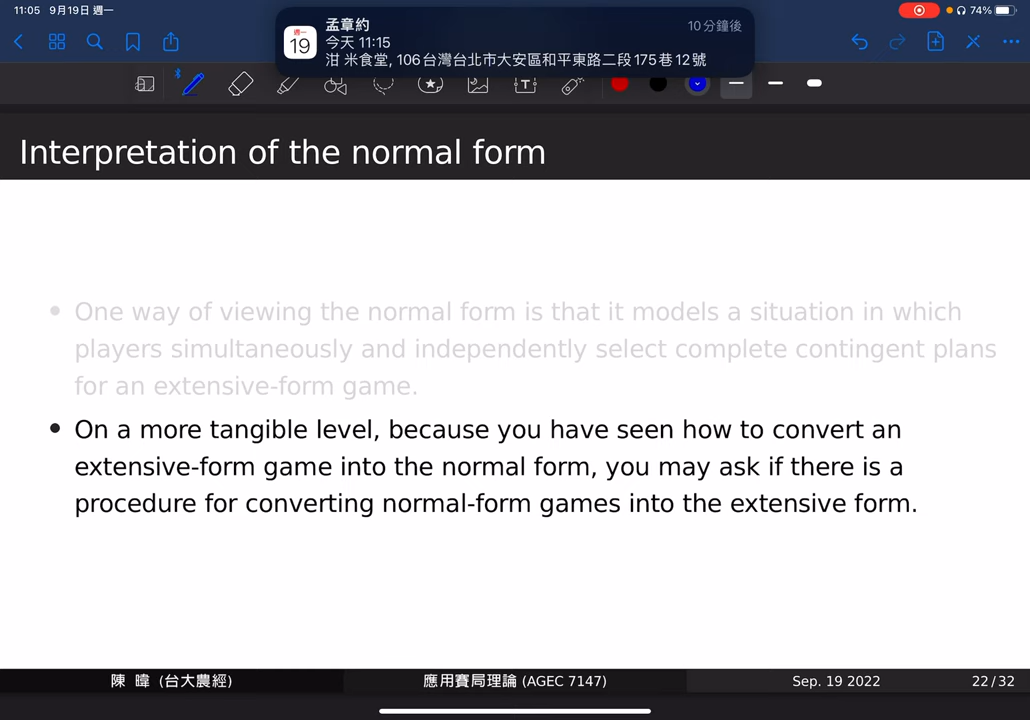 11:05 9月19日 週一
74%
週一
19
孟章約
10分鐘後
今天 11:15
泔 米食堂, 106台灣台北市大安區和平東路二段175巷12號
Interpretation of the normal form
• One way of viewing the normal form is that it models a situation in which
players simultaneously and independently select complete contingent plans
for an extensive-form game.
• On a more tangible level, because you have seen how to convert an
extensive-form game into the normal form, you may ask if there is a
procedure for converting normal-form games into the extensive form.
陳 暐 (台大農經)
應用賽局理論 (AGEC 7147)
Sep. 19 2022
22/32